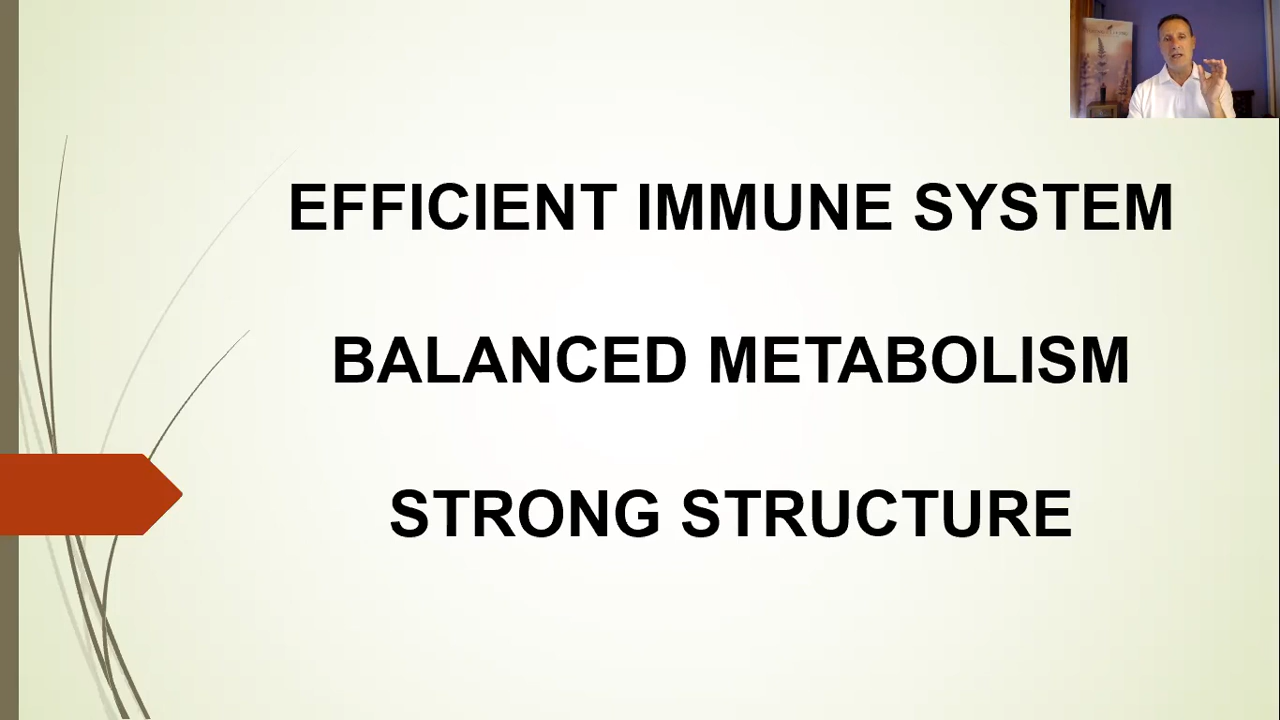 EFFICIENT IMMUNE SYSTEM
BALANCED METABOLISM
STRONG STRUCTURE